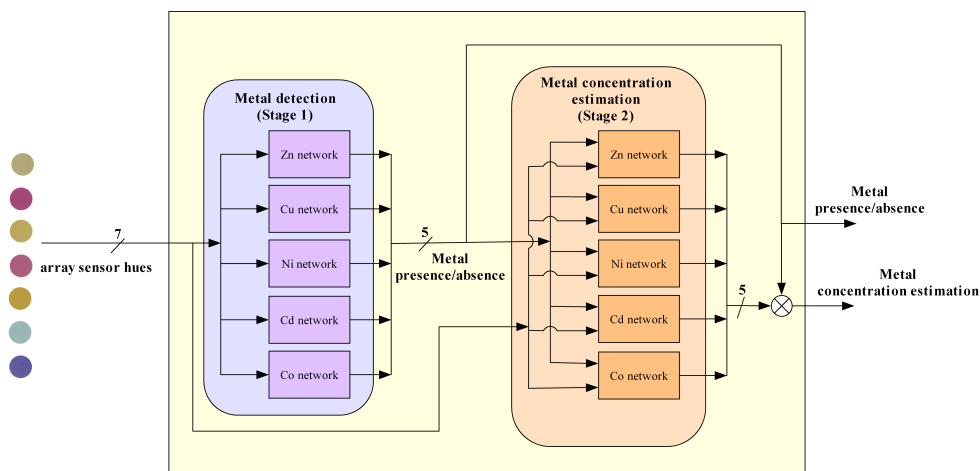 Metal detection
(Stage 1)
Zn network
Cu network
Ni network
Cd network
Co network
7
array sensor hues
5
Metal
presence/absence
Metal concentration
estimation
(Stage 2)
Zn network
Cu network
Ni network
Cd network
Co network
5
Metal
presence/absence
Metal
concentration estimation